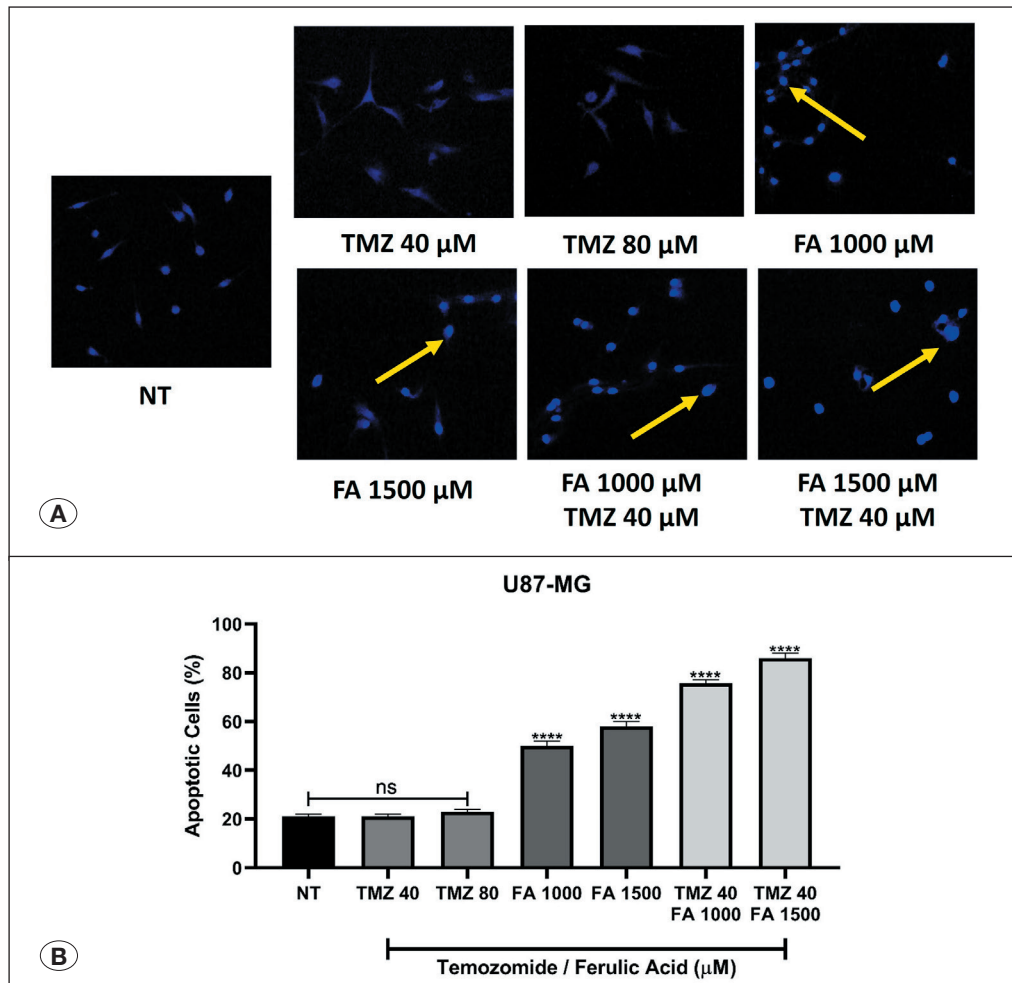 TMZ 40 µM
TMZ 80 µM
FA 1000 µM
NT
FA 1500 µM
FA 1000 µM
TMZ 40 µM
FA 1500 µM
TMZ 40 µM
A
U87-MG
Apoptotic Cells (%)
100
80
60
40
20
0
ns
****
****
****
****
NT
TMZ 40
TMZ 80
FA 1000
FA 1500
TMZ 40
FA 1000
TMZ 40
FA 1500
Temozomide / Ferulic Acid (µM)
B